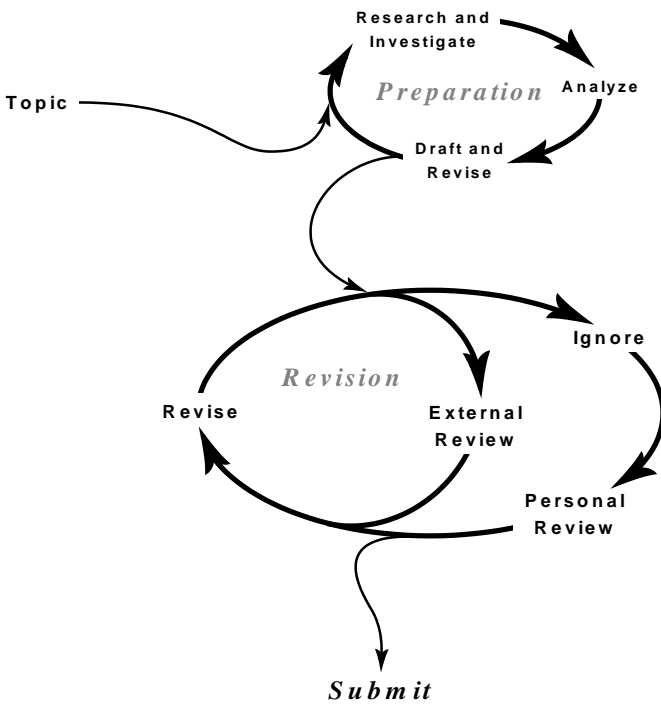 Research and
Investigate
Preparation
Analyze
Topic
Draft and
Revise
Ignore
Revision
Revise
External
Review
Personal
Review
Submit